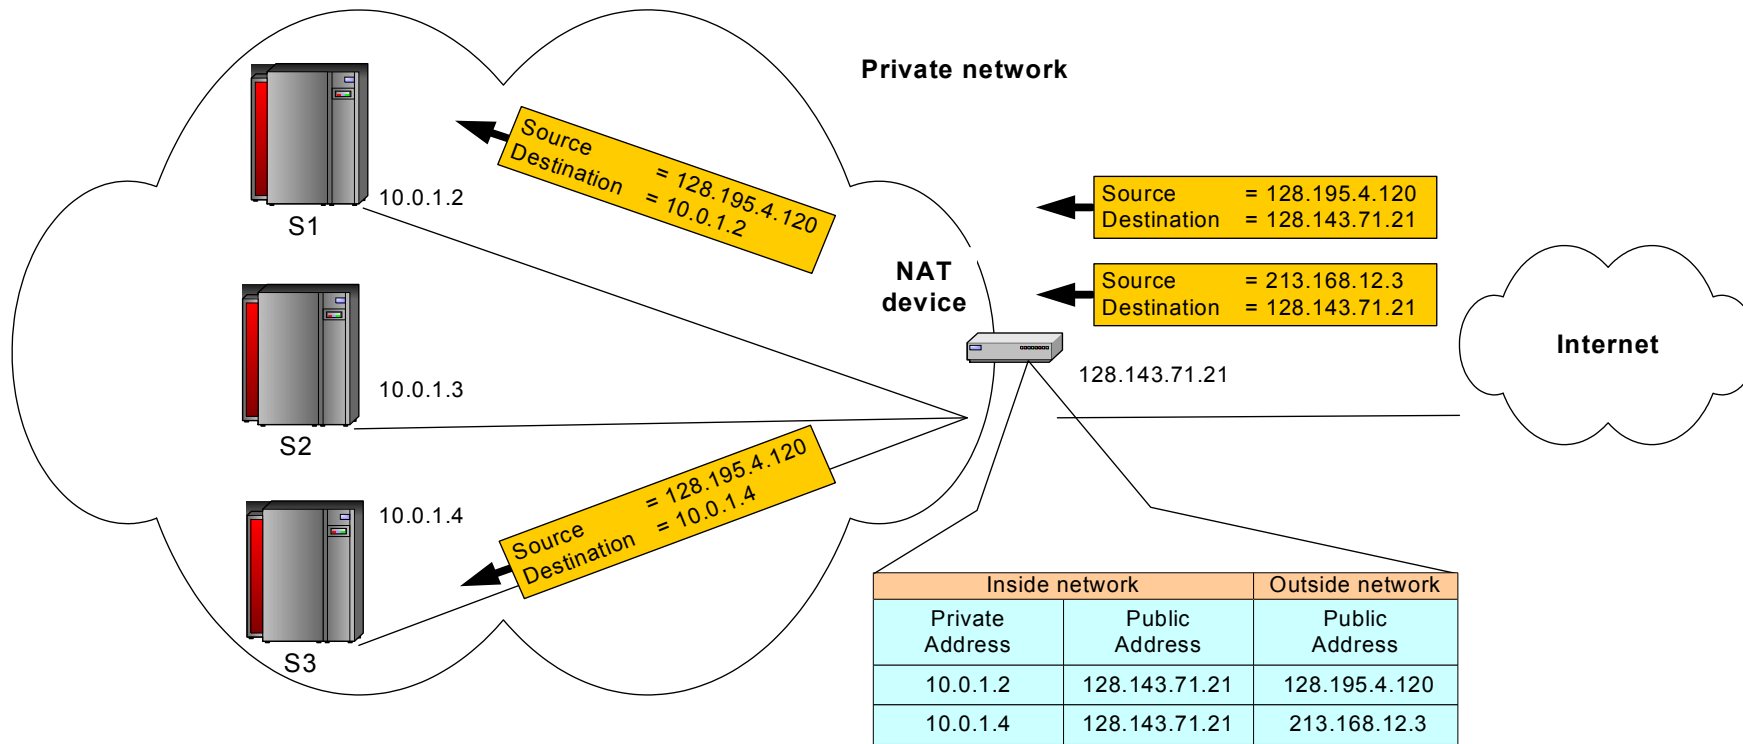 Private network
Source = 128.195.4.120
Destination = 10.0.1.2
10.0.1.2
S1
Source = 128.195.4.120
Destination = 128.143.71.21
NAT
device
Source = 213.168.12.3
Destination = 128.143.71.21
Internet
128.143.71.21
10.0.1.3
S2
Source = 128.195.4.120
Destination = 10.0.1.4
10.0.1.4
S3
Inside network Outside network
Private Public Public
Address Address Address
10.0.1.2 128.143.71.21 128.195.4.120
10.0.1.4 128.143.71.21 213.168.12.3